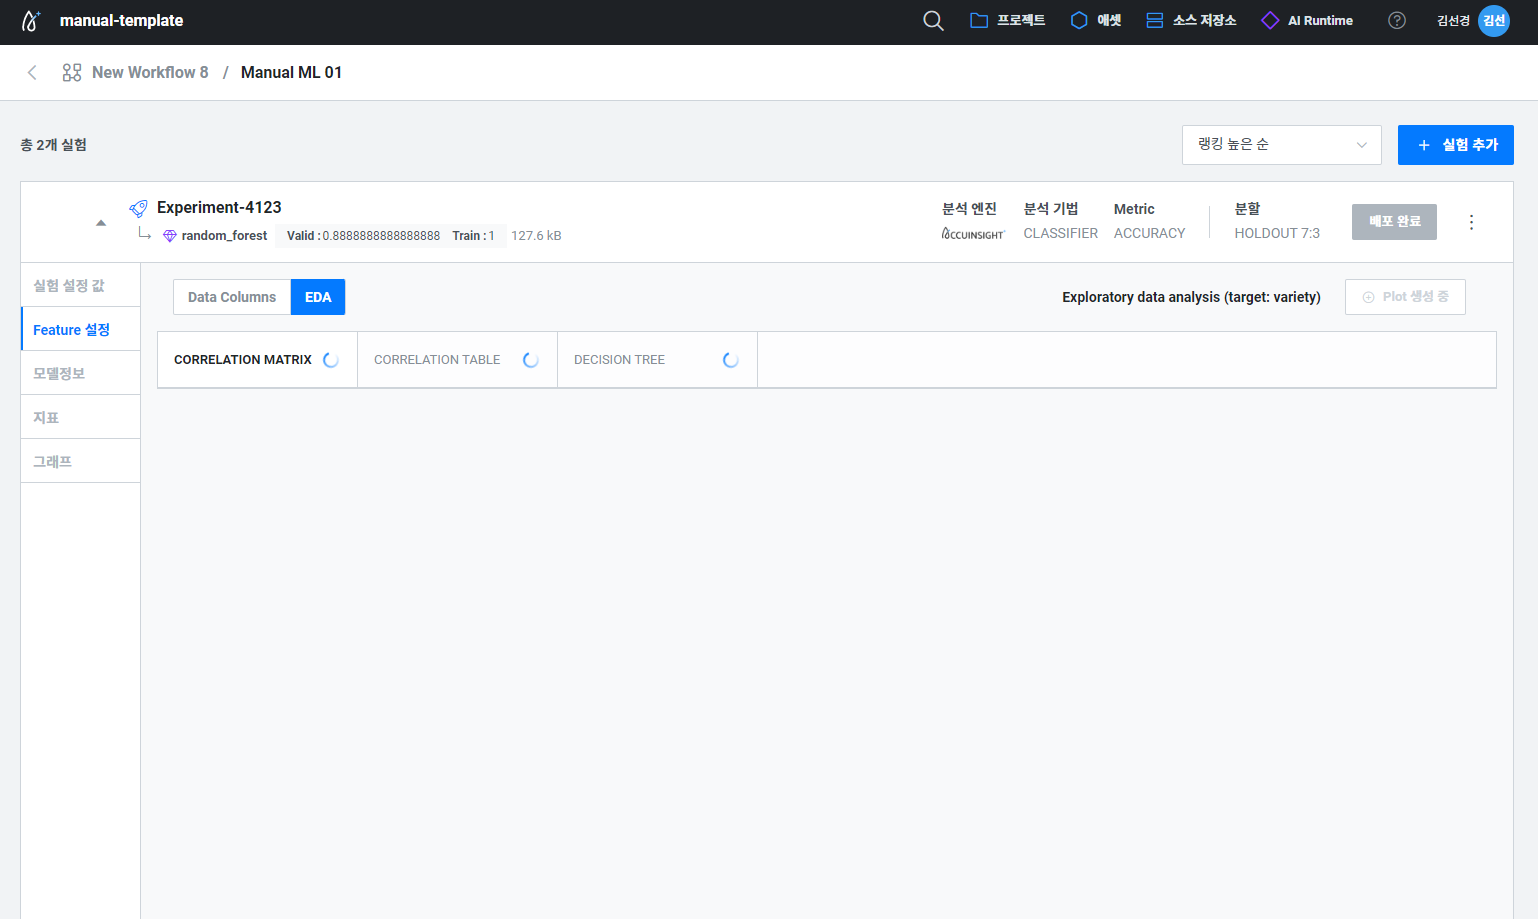 manual-template
프로젝트
애셋
소스 저장소
AI Runtime
김선경
김선
New Workflow 8 / Manual ML 01
총 2개 실험
랭킹 높은 순
+ 실험 추가
Experiment-4123
random_forest Valid : 0.8888888888888888 Train : 1 127.6 kB
분석 엔진
ACCUINSIGHT+
분석 기법
CLASSIFIER
Metric
ACCURACY
분할
HOLDOUT 7:3
배포 완료
실험 설정 값
Feature 설정
모델정보
지표
그래프
Data Columns
EDA
Exploratory data analysis (target: variety)
Plot 생성 중
CORRELATION MATRIX
CORRELATION TABLE
DECISION TREE